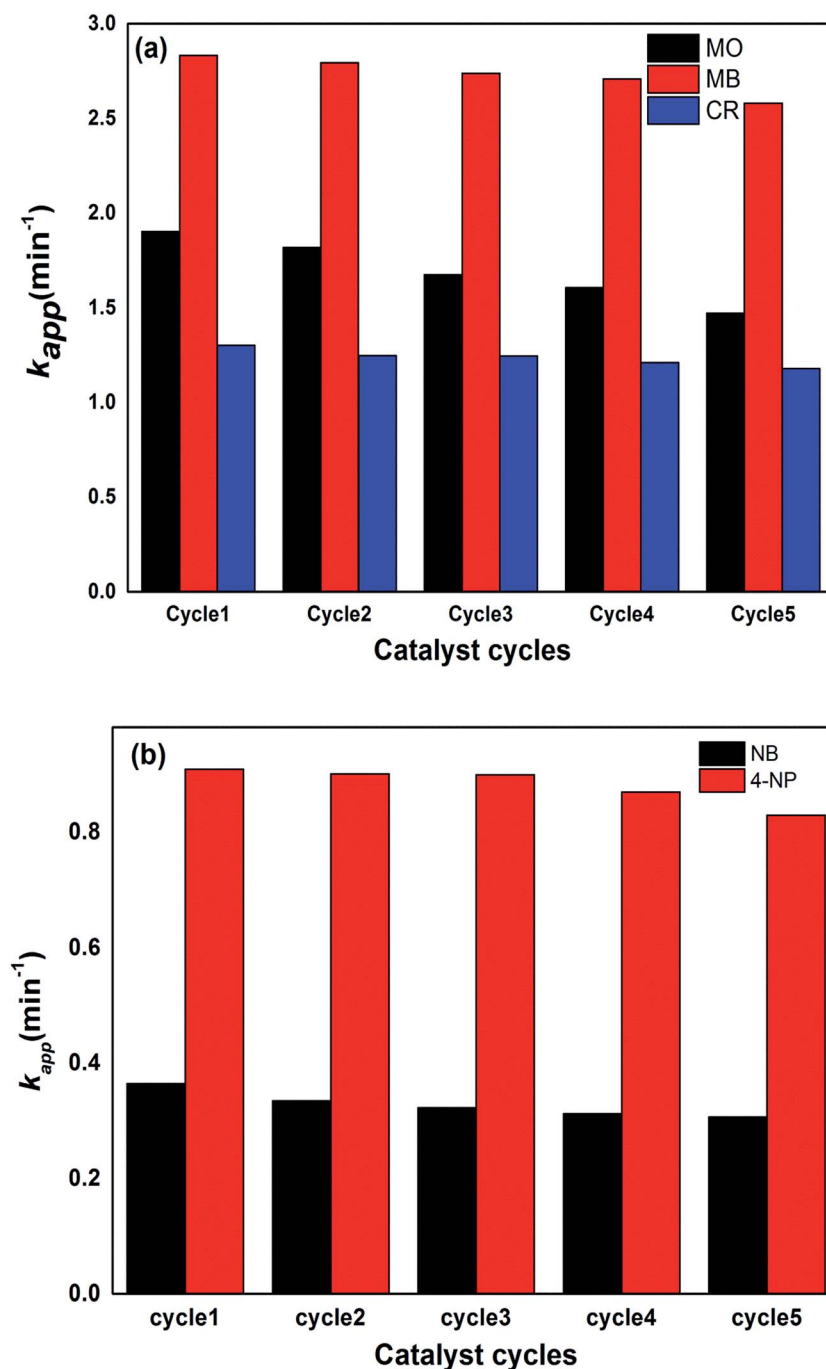 (a)
MO
MB
CR
3.0
2.5
2.0
1.5
1.0
0.5
0.0
k_app(min⁻¹)
Cycle1 Cycle2 Cycle3 Cycle4 Cycle5
Catalyst cycles
(b)
NB
4-NP
0.8
0.6
0.4
0.2
0.0
k_app(min⁻¹)
cycle1 cycle2 cycle3 cycle4 cycle5
Catalyst cycles